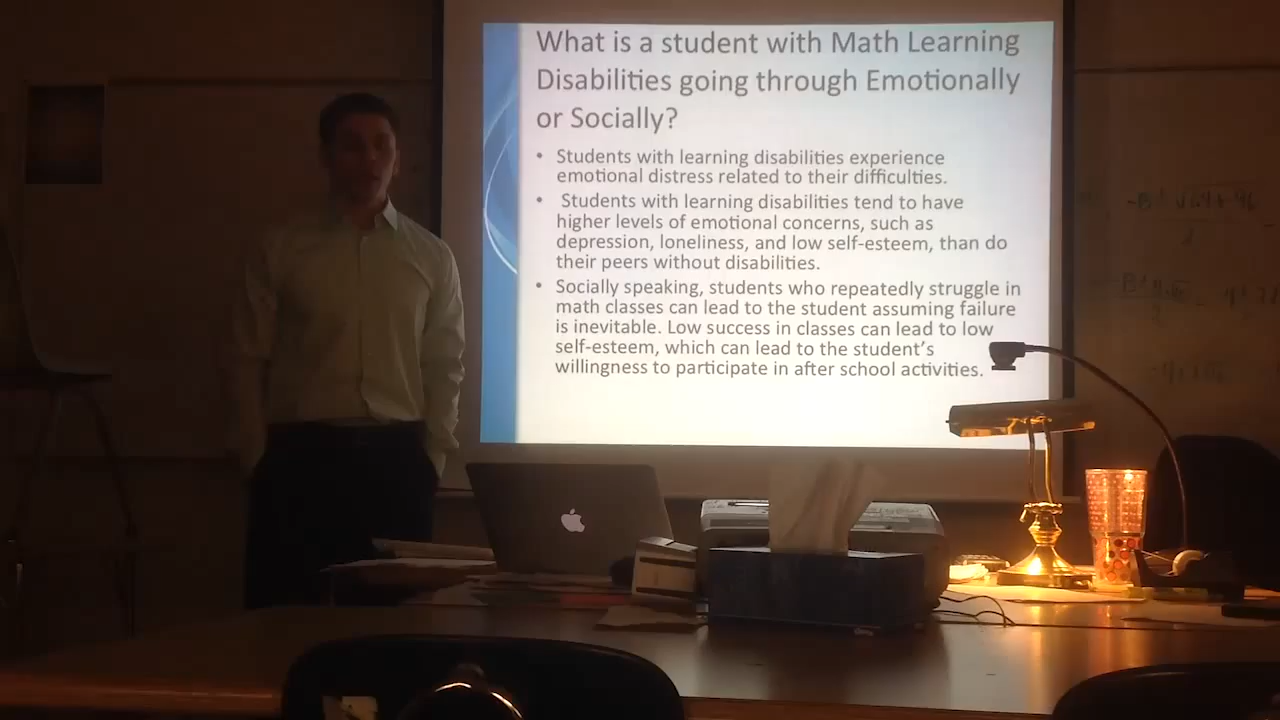 What is a student with Math Learning
Disabilities going through Emotionally
or Socially?
• Students with learning disabilities experience
emotional distress related to their difficulties.
• Students with learning disabilities tend to have
higher levels of emotional concerns, such as
depression, loneliness, and low self-esteem, than do
their peers without disabilities.
• Socially speaking, students who repeatedly struggle in
math classes can lead to the student assuming failure
is inevitable. Low success in classes can lead to low
self-esteem, which can lead to the student's
willingness to participate in after school activities.